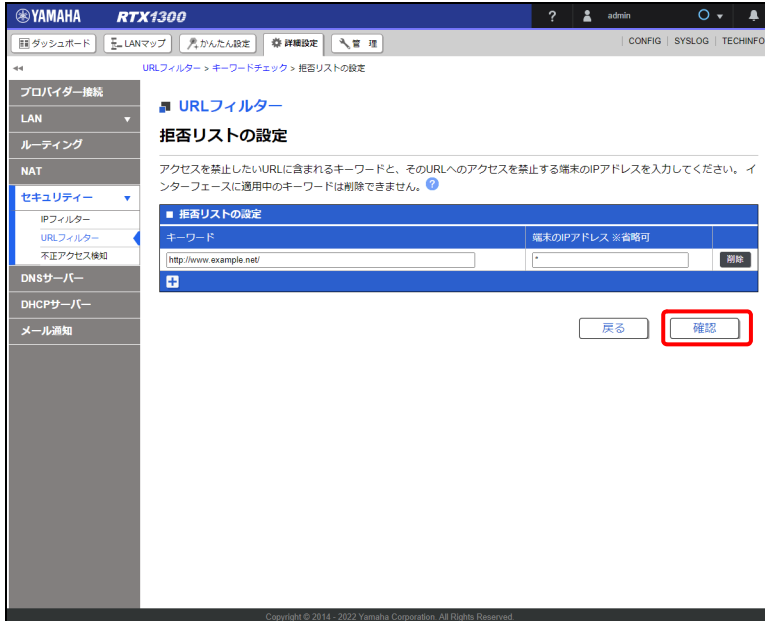 YAMAHA RTX1300 ? admin
ダッシュボード LANマップ かんたん設定 詳細設定 管 理 CONFIG SYSLOG TECHINFO
URLフィルター > キーワードチェック > 拒否リストの設定
プロバイダー接続
LAN
ルーティング
NAT
セキュリティー
IPフィルター
URLフィルター
不正アクセス検知
DNSサーバー
DHCPサーバー
メール通知
URLフィルター
拒否リストの設定
アクセスを禁止したいURLに含まれるキーワードと、そのURLへのアクセスを禁止する端末のIPアドレスを入力してください。 イ
ンターフェースに適用中のキーワードは削除できません。 ?
■ 拒否リストの設定
キーワード 端末のIPアドレス ※省略可
http://www.example.net/ * 削除
+
戻る 確認
Copyright © 2014 - 2022 Yamaha Corporation. All Rights Reserved.